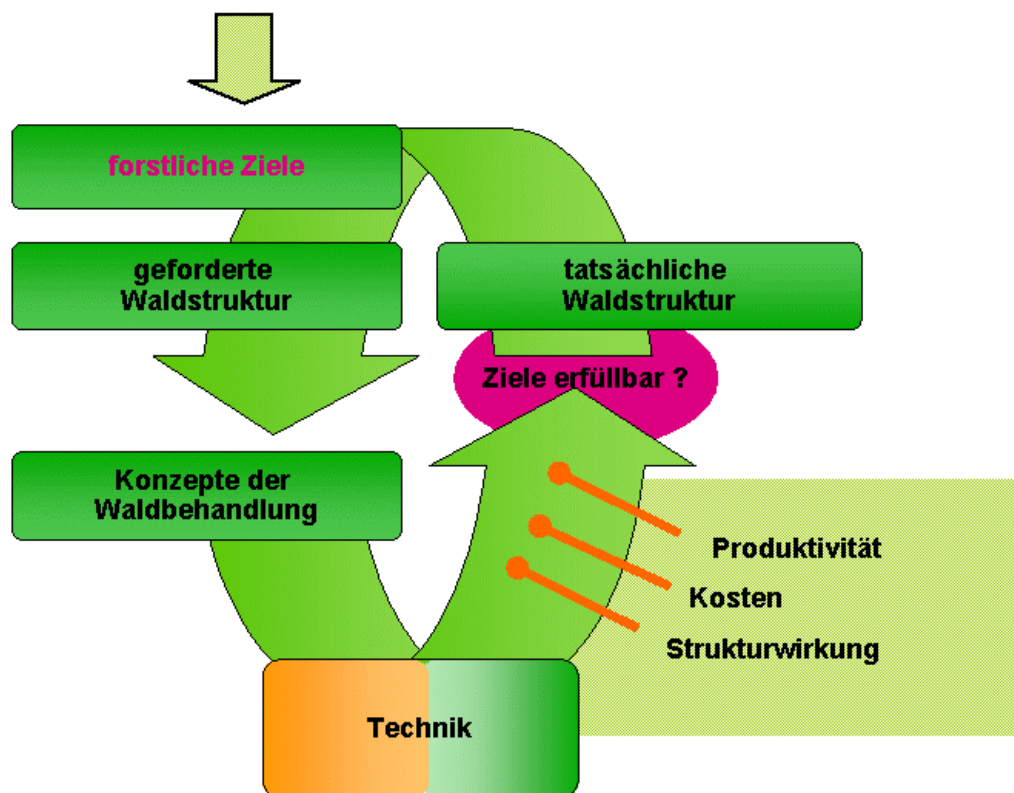 forstliche Ziele
geforderte
Waldstruktur
tatsächliche
Waldstruktur
Ziele erfüllbar ?
Konzepte der
Waldbehandlung
Produktivität
Kosten
Strukturwirkung
Technik